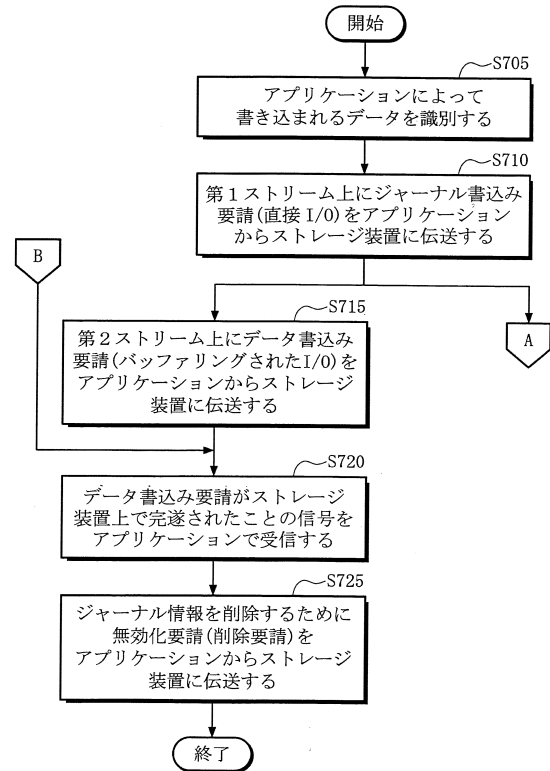 開始
S705
アプリケーションによって
書き込まれるデータを識別する
S710
第1ストリーム上にジャーナル書込み
要請(直接 I/O)をアプリケーション
からストレージ装置に伝送する
B
S715
第2ストリーム上にデータ書込み
要請(バッファリングされたI/O)を
アプリケーションからストレージ
装置に伝送する
A
S720
データ書込み要請がストレージ
装置上で完遂されたことの信号を
アプリケーションで受信する
S725
ジャーナル情報を削除するために
無効化要請(削除要請)を
アプリケーションからストレージ
装置に伝送する
終了